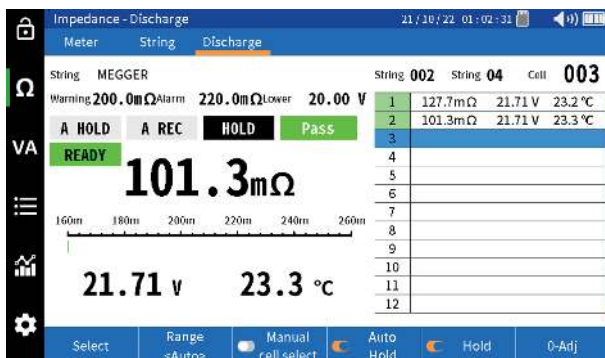 Impedance - Discharge 21/10/22 01:02:31
Meter String Discharge
String MEGGER
String 002 String 04 Cell 003
Warning 200.0mΩ Alarm 220.0mΩ Lower 20.00 V
A HOLD A REC HOLD Pass
READY
101.3mΩ
160m 180m 200m 220m 240m 260m
21.71 V 23.3 °C
1 127.7mΩ 21.71 V 23.2 °C
2 101.3mΩ 21.71 V 23.3 °C
3
4
5
6
7
8
9
10
11
12
Ω
VA
Select
Range
<Auto>
Manual
cell select
Auto
Hold
Hold
0-Adj